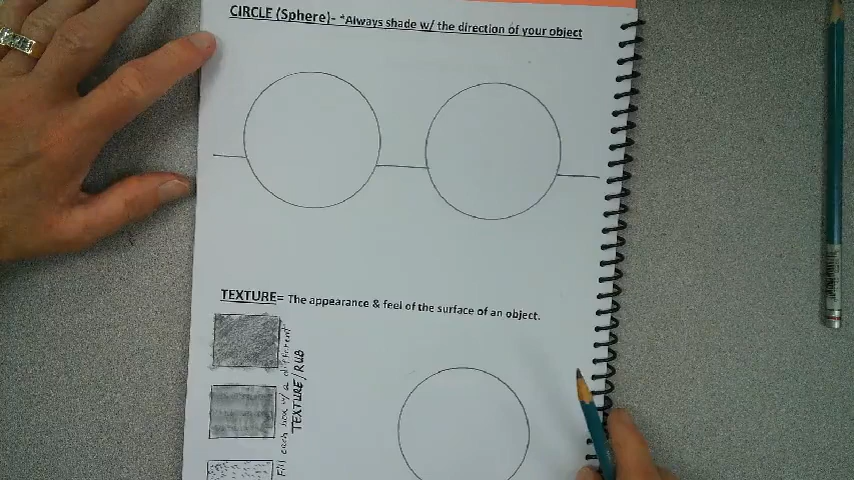 CIRCLE (Sphere)- *Always shade w/ the direction of your object
TEXTURE= The appearance & feel of the surface of an object.
Fill each box w/ a different
TEXTURE/RUB